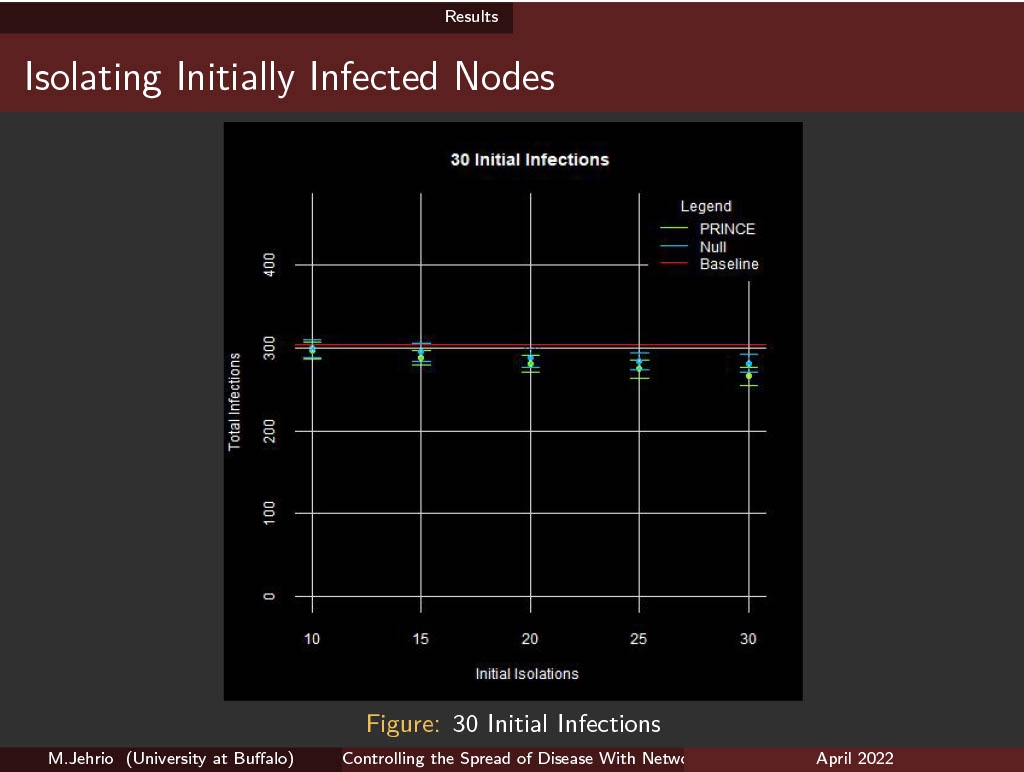 Results
Isolating Initially Infected Nodes
30 Initial Infections
Legend
PRINCE
Null
Baseline
Total Infections
400
300
200
100
0
10 15 20 25 30
Initial Isolations
Figure: 30 Initial Infections
M.Jehrio (University at Buffalo) Controlling the Spread of Disease With Netwo April 2022